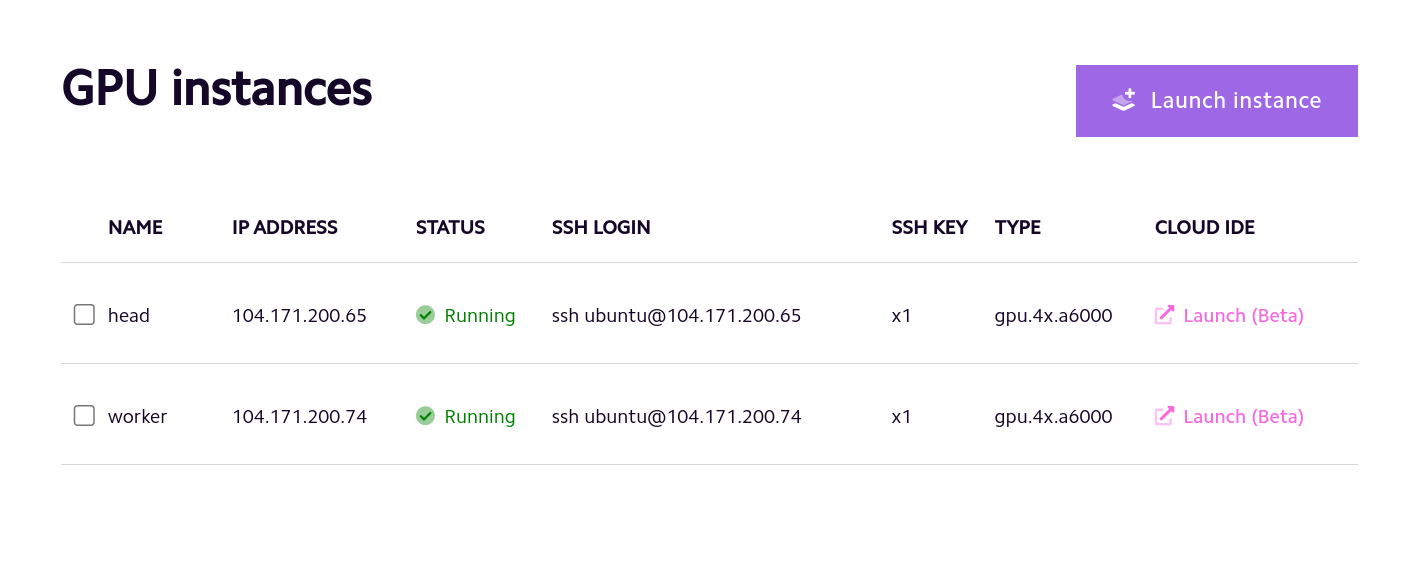 GPU instances
Launch instance
NAME IP ADDRESS STATUS SSH LOGIN SSH KEY TYPE CLOUD IDE
head 104.171.200.65 Running ssh ubuntu@104.171.200.65 x1 gpu.4x.a6000 Launch (Beta)
worker 104.171.200.74 Running ssh ubuntu@104.171.200.74 x1 gpu.4x.a6000 Launch (Beta)